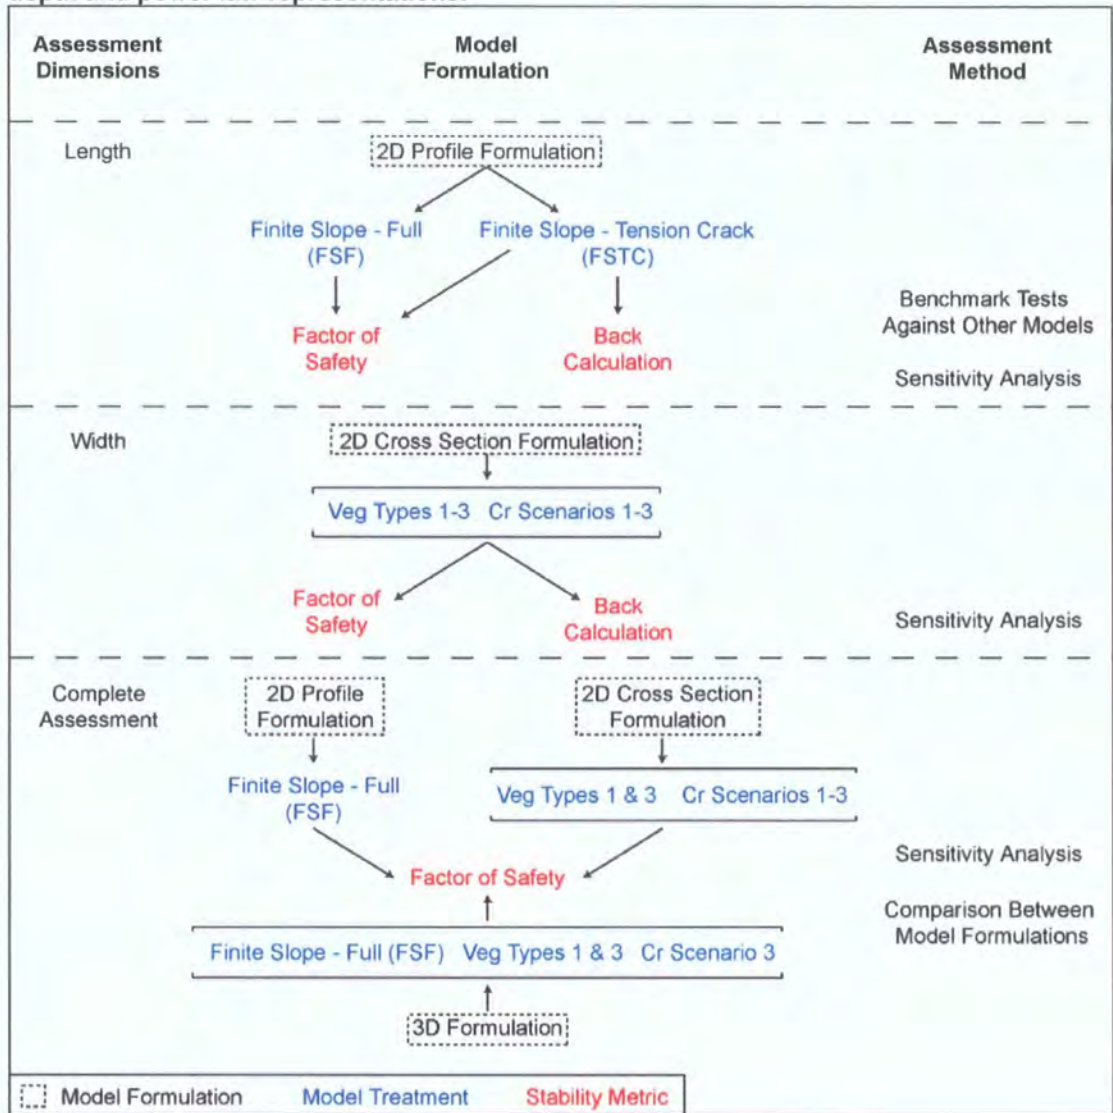 Assessment Dimensions
Model Formulation
Assessment Method
Length
2D Profile Formulation
Finite Slope - Full (FSF)
Finite Slope - Tension Crack (FSTC)
Factor of Safety
Back Calculation
Benchmark Tests Against Other Models
Sensitivity Analysis
Width
2D Cross Section Formulation
Veg Types 1-3 Cr Scenarios 1-3
Factor of Safety
Back Calculation
Sensitivity Analysis
Complete Assessment
2D Profile Formulation
2D Cross Section Formulation
Finite Slope - Full (FSF)
Veg Types 1 & 3 Cr Scenarios 1-3
Factor of Safety
Sensitivity Analysis
Comparison Between Model Formulations
Finite Slope - Full (FSF) Veg Types 1 & 3 Cr Scenario 3
3D Formulation
Model Formulation Model Treatment Stability Metric